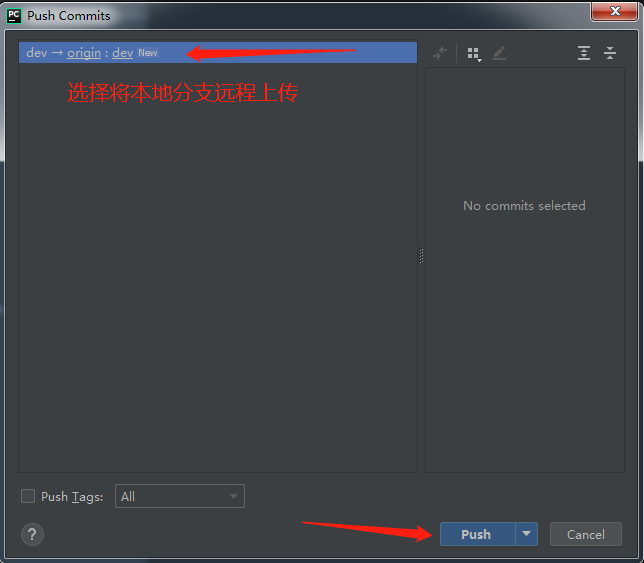 PC Push Commits
dev → origin : dev New
选择将本地分支远程上传
No commits selected
Push Tags: All
? Push Cancel